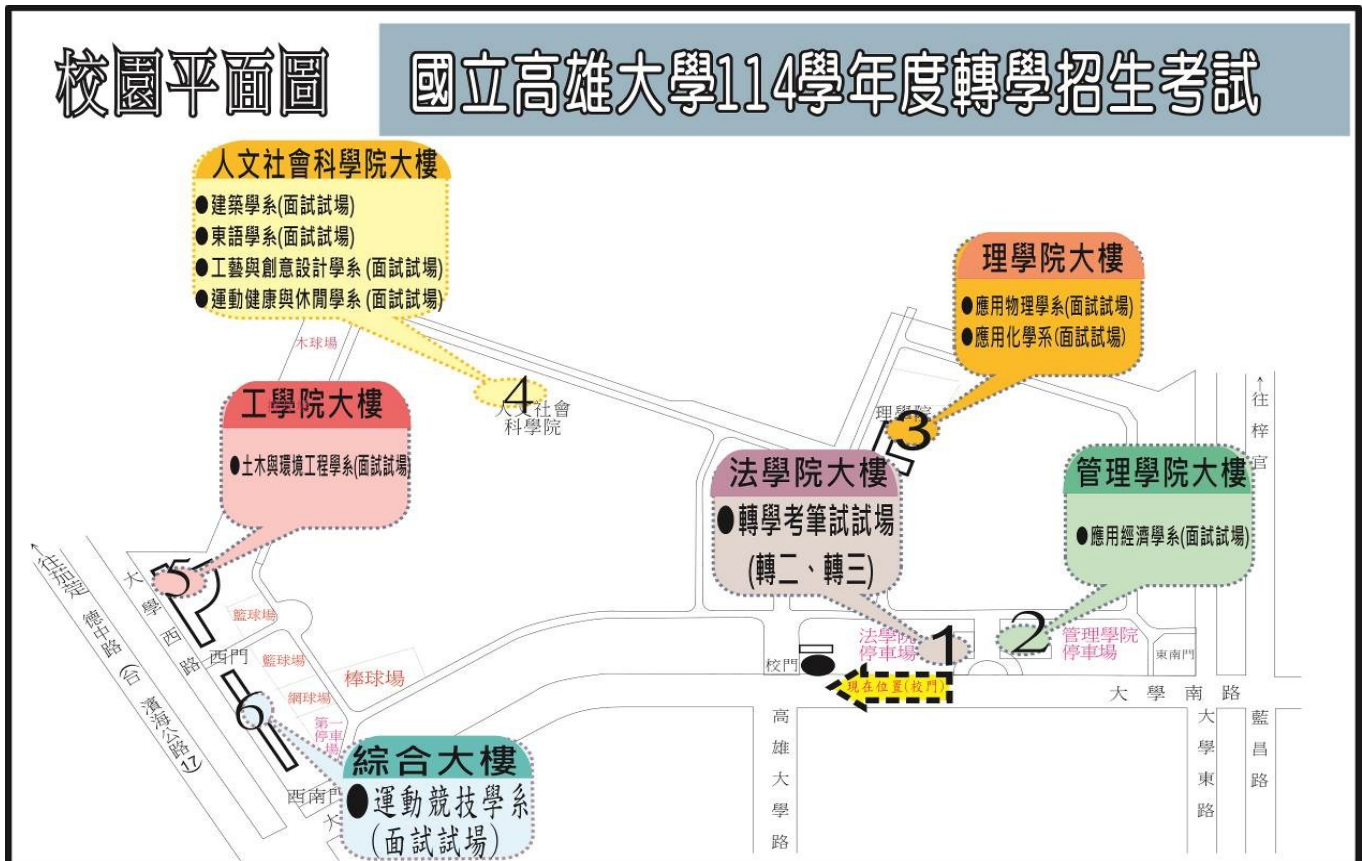 校園平面圖
國立高雄大學114學年度轉學招生考試
人文社會科學院大樓
●建築學系(面試試場)
●東語學系(面試試場)
●工藝與創意設計學系(面試試場)
●運動健康與休閒學系(面試試場)
理學院大樓
●應用物理學系(面試試場)
●應用化學系(面試試場)
木球場
4
人文社會
科學院
工學院大樓
●土木與環境工程學系(面試試場)
理學院
3
↑往梓官
法學院大樓
●轉學考筆試試場
(轉二、轉三)
管理學院大樓
●應用經濟學系(面試試場)
←往茄萣
德中路(台
濱海公路(17)
大學西路
5
籃球場
西門
籃球場
棒球場
網球場
第一
停車
場
6
西南門
大
綜合大樓
●運動競技學系
(面試試場)
法學院
停車場
1
2
管理學院
停車場
東南門
校門
現在位置(校門)
大學南路
高雄大學路
大學東路
藍昌路